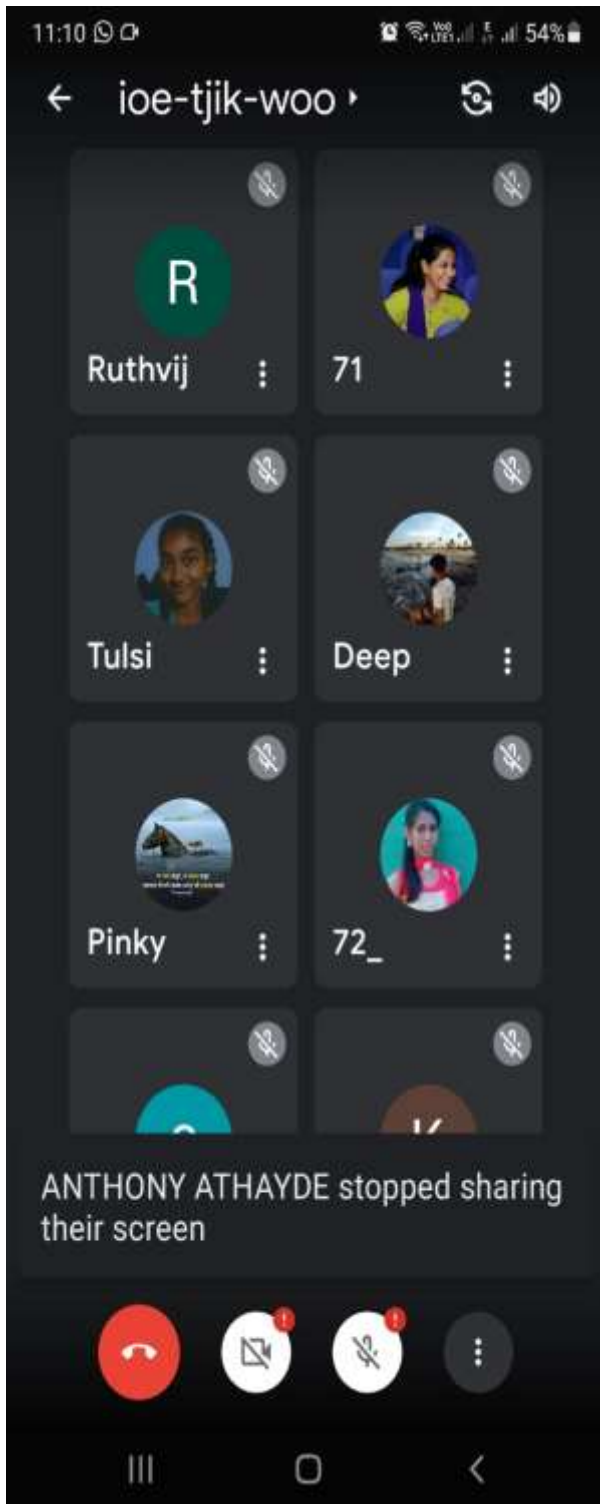 11:10 54%
ioe-tjik-woo
R
Ruthvij 71
Tulsi Deep
Pinky 72_
K
ANTHONY ATHAYDE stopped sharing
their screen